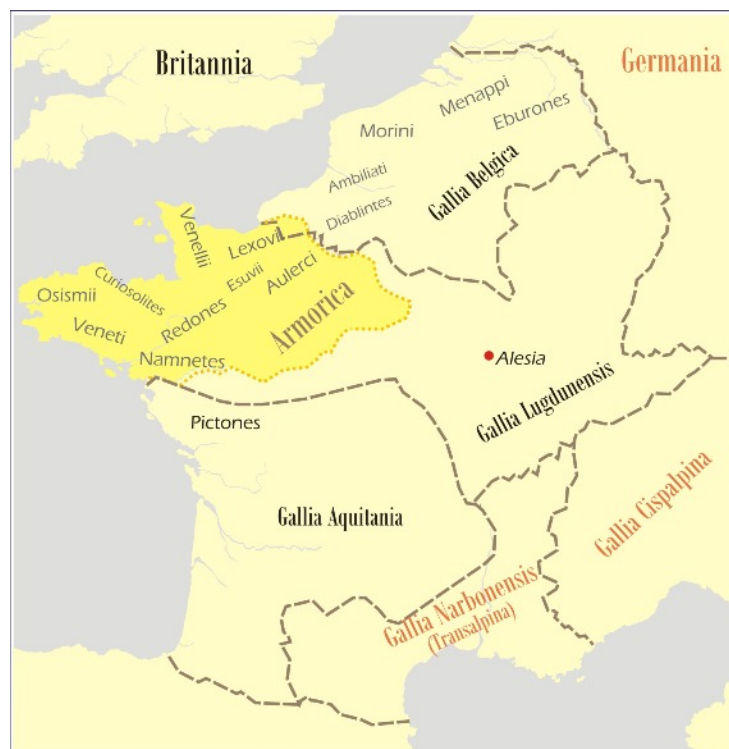 Britannia
Germania
Menappi
Eburones
Morini
Ambiliati
Diablintes
Gallia Belgica
Venellii
Lexovii
Esuvii
Aulerci
Curiosolites
Osismii
Redones
Veneti
Armorica
Namnetes
Alesia
Gallia Lugdunensis
Pictones
Gallia Aquitania
Gallia Cispalpina
Gallia Narbonensis
(Transalpina)